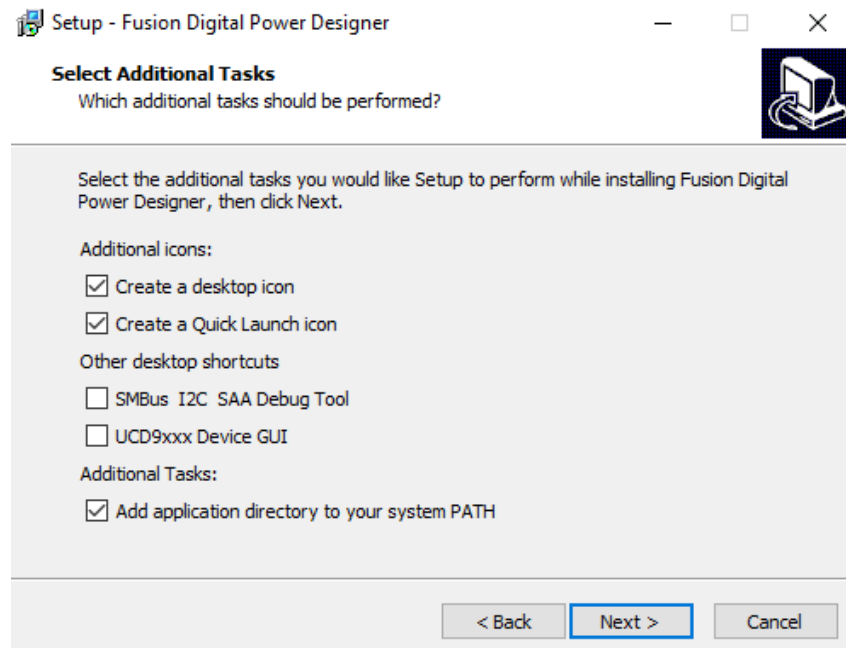 Setup - Fusion Digital Power Designer
Select Additional Tasks
Which additional tasks should be performed?
Select the additional tasks you would like Setup to perform while installing Fusion Digital
Power Designer, then click Next.
Additional icons:
Create a desktop icon
Create a Quick Launch icon
Other desktop shortcuts
SMBus I2C SAA Debug Tool
UCD9xxx Device GUI
Additional Tasks:
Add application directory to your system PATH
< Back Next > Cancel